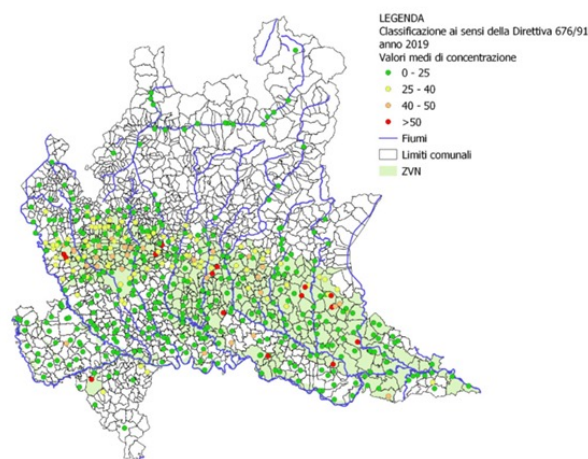 LEGENDA
Classificazione ai sensi della Direttiva 676/91
anno 2019
Valori medi di concentrazione
0 - 25
25 - 40
40 - 50
>50
Fiumi
Limiti comunali
ZVN